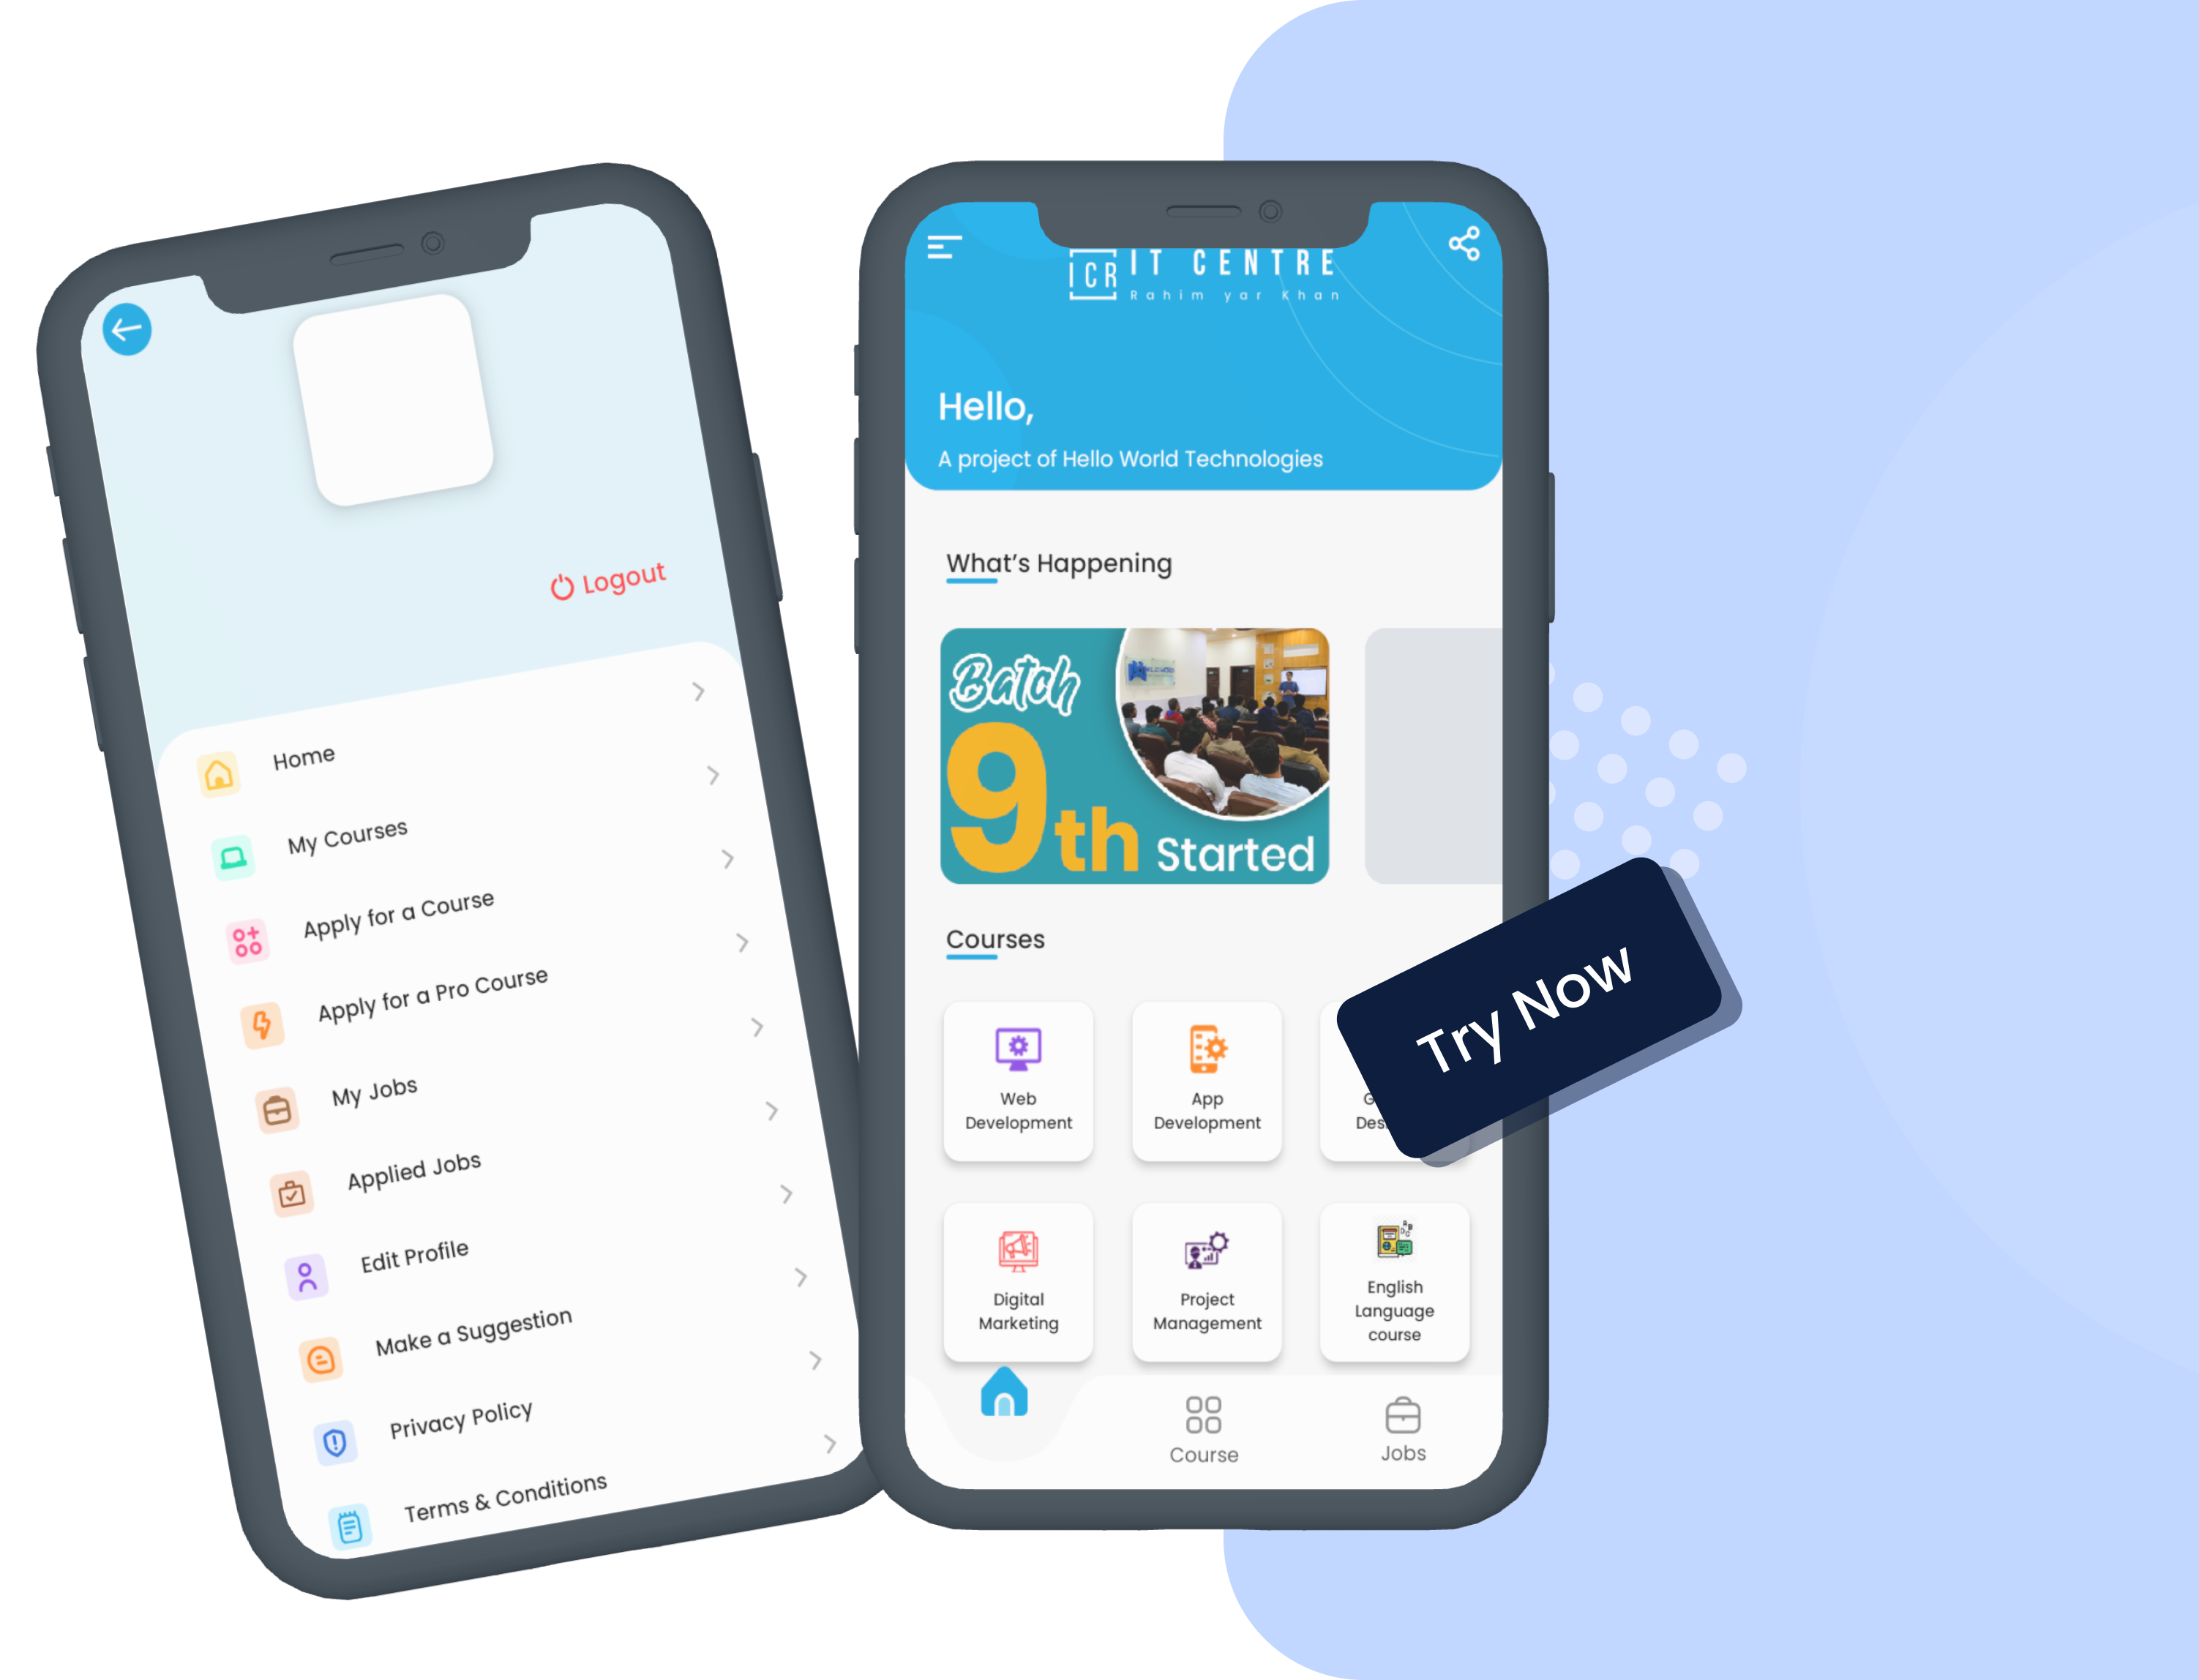 Logout
Home
My Courses
Apply for a Course
Apply for a Pro Course
My Jobs
Applied Jobs
Edit Profile
Make a Suggestion
Privacy Policy
Terms & Conditions
ICR
IT CENTRE
Rahim yar Khan
Hello,
A project of Hello World Technologies
What's Happening
Batch
9th Started
Courses
Web
Development
App
Development
Try Now
Digital
Marketing
Project
Management
English
Language
course
Course
Jobs